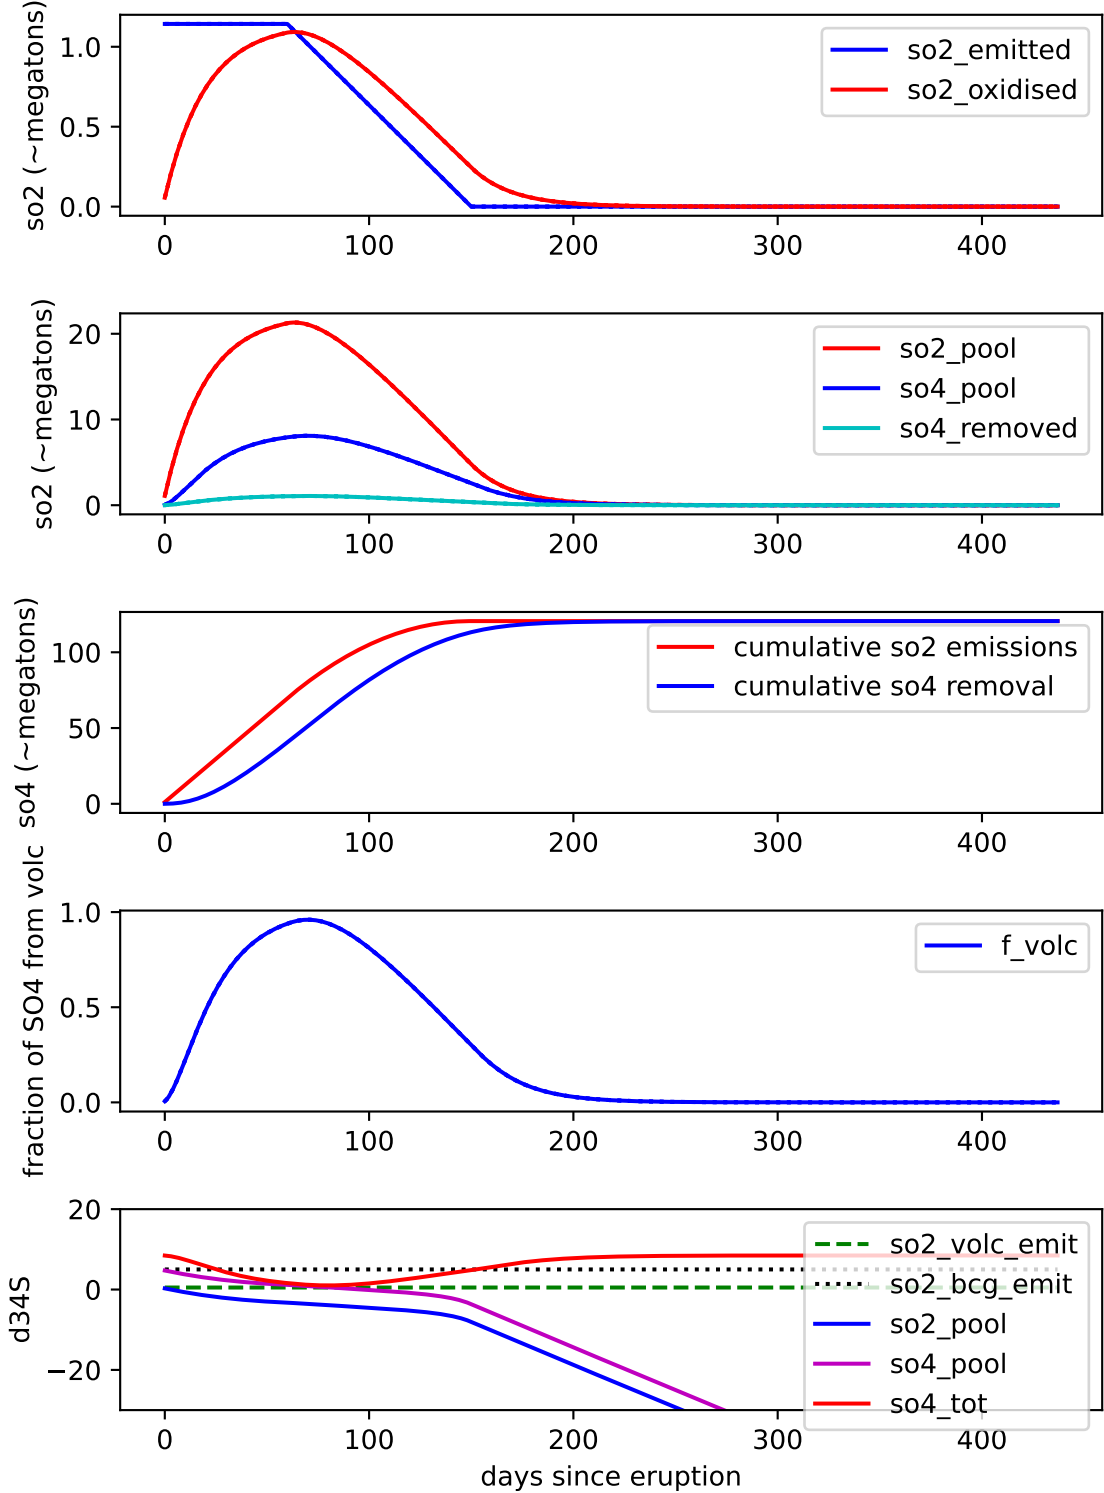 so2 (~megatons)
1.0
0.5
0.0
so2_emitted
so2_oxidised
0 100 200 300 400
so2 (~megatons)
20
10
0
so2_pool
so4_pool
so4_removed
0 100 200 300 400
so4 (~megatons)
100
50
0
cumulative so2 emissions
cumulative so4 removal
0 100 200 300 400
fraction of SO4 from volc
1.0
0.5
0.0
f_volc
0 100 200 300 400
d34S
20
0
−20
so2_volc_emit
so2_bcg_emit
so2_pool
so4_pool
so4_tot
0 100 200 300 400
days since eruption